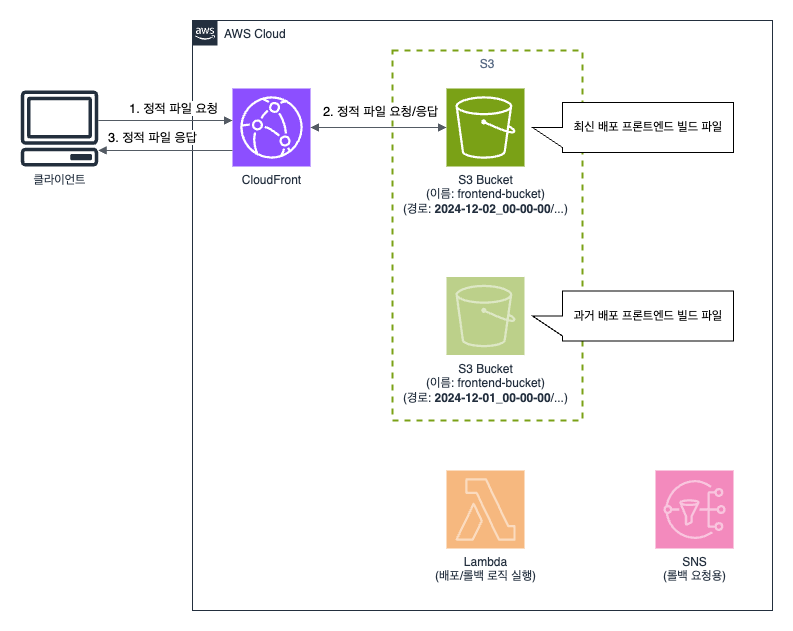 aws
AWS Cloud
S3
1. 정적 파일 요청
2. 정적 파일 요청/응답
3. 정적 파일 응답
최신 배포 프론트엔드 빌드 파일
클라이언트
CloudFront
S3 Bucket
(이름: frontend-bucket)
(경로: 2024-12-02_00-00-00/...)
과거 배포 프론트엔드 빌드 파일
S3 Bucket
(이름: frontend-bucket)
(경로: 2024-12-01_00-00-00/...)
Lambda
(배포/롤백 로직 실행)
SNS
(롤백 요청용)